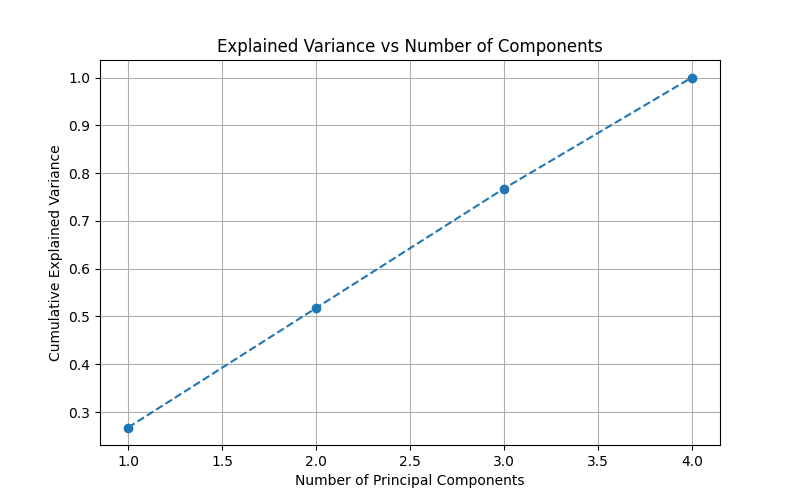 Explained Variance vs Number of Components
Cumulative Explained Variance
1.0
0.9
0.8
0.7
0.6
0.5
0.4
0.3
1.0 1.5 2.0 2.5 3.0 3.5 4.0
Number of Principal Components